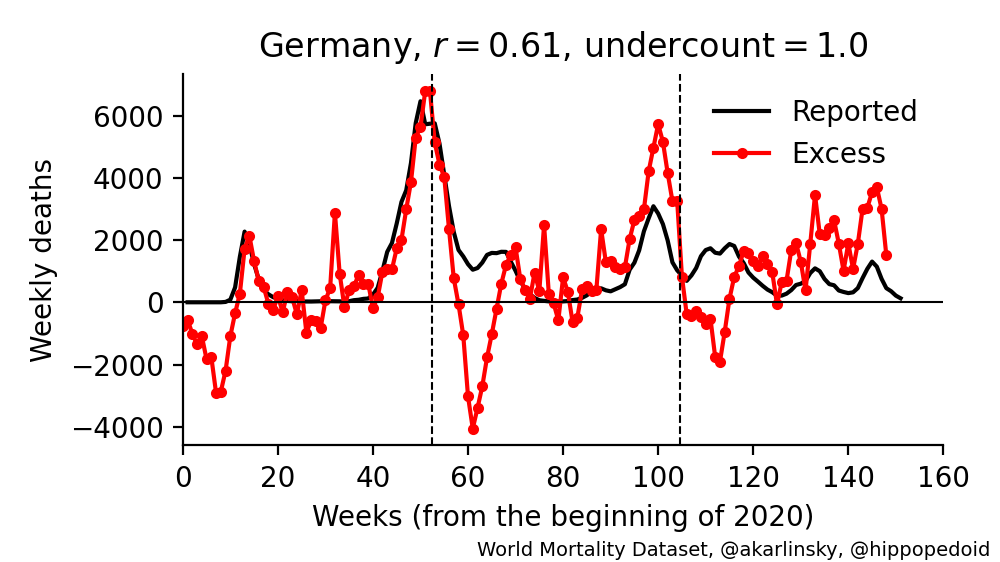 Germany, r = 0.61, undercount = 1.0
Reported
Excess
Weekly deaths
6000
4000
2000
0
−2000
−4000
0 20 40 60 80 100 120 140 160
Weeks (from the beginning of 2020)
World Mortality Dataset, @akarlinsky, @hippopedoid